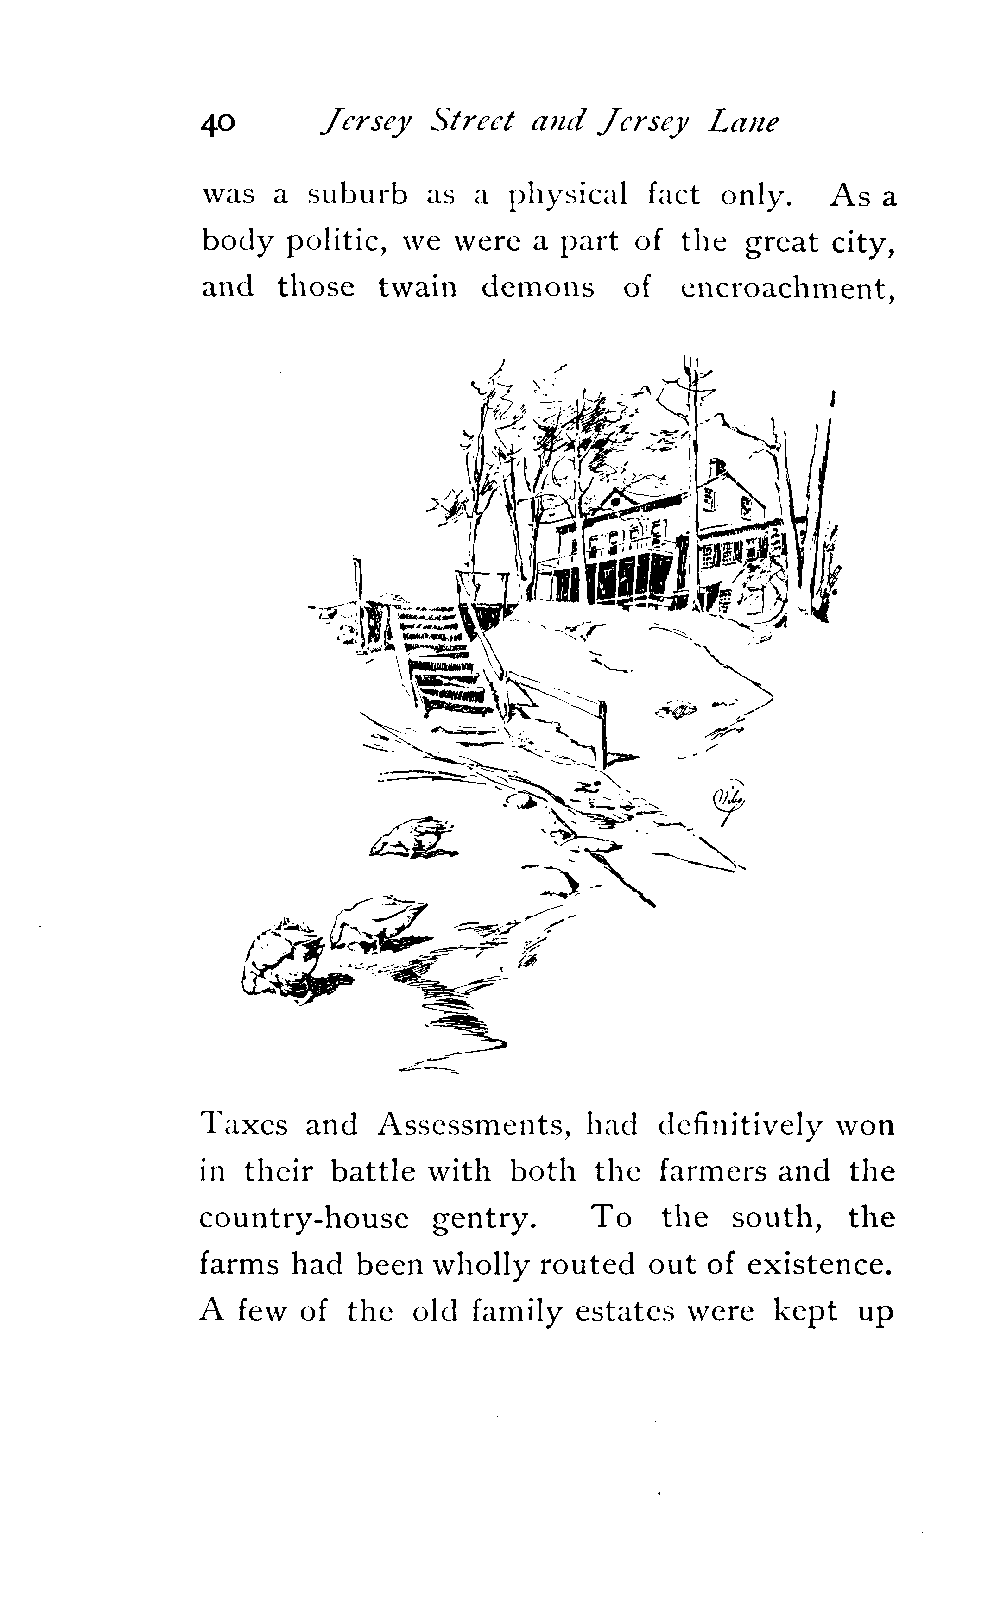 40 Jersey Street and Jersey Lane
was a suburb as a physical fact only. As a
body politic, we were a part of the great city,
and those twain demons of encroachment,
Taxes and Assessments, had definitively won
in their battle with both the farmers and the
country-house gentry. To the south, the
farms had been wholly routed out of existence.
A few of the old family estates were kept up